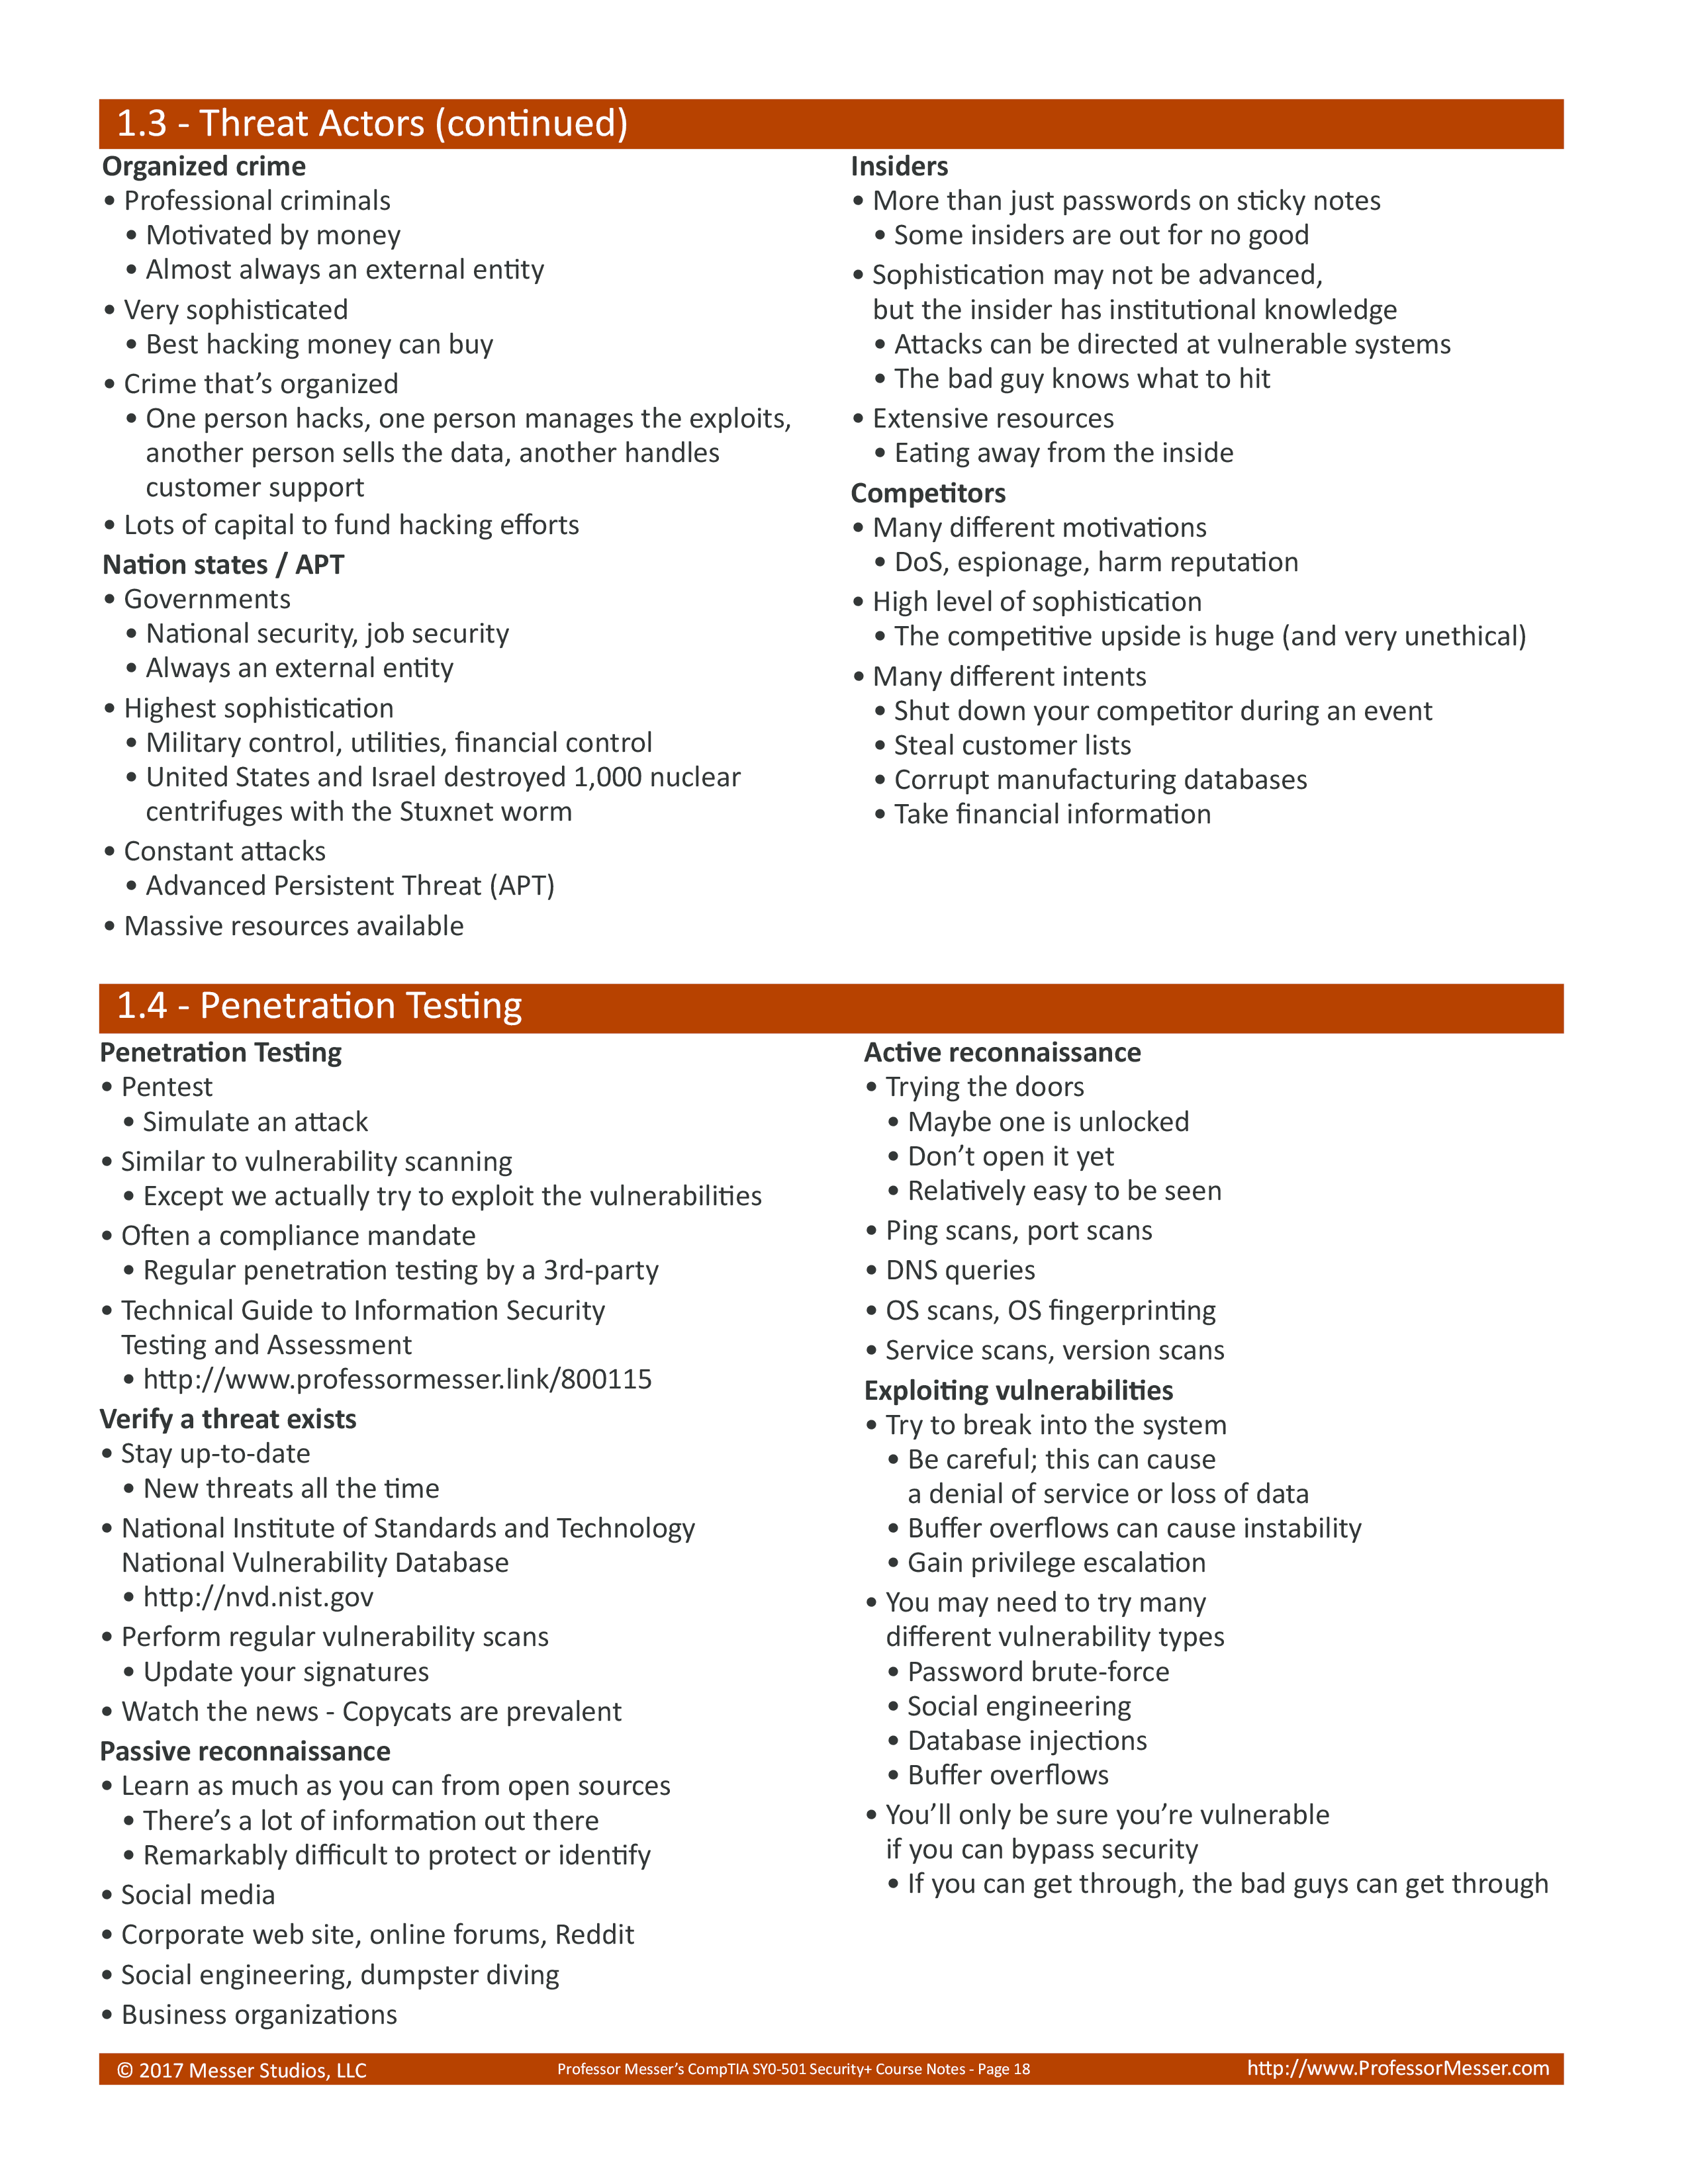 1.3 - Threat Actors (continued)
Organized crime
• Professional criminals
• Motivated by money
• Almost always an external entity
• Very sophisticated
• Best hacking money can buy
• Crime that’s organized
• One person hacks, one person manages the exploits,
another person sells the data, another handles
customer support
• Lots of capital to fund hacking efforts
Nation states / APT
• Governments
• National security, job security
• Always an external entity
• Highest sophistication
• Military control, utilities, financial control
• United States and Israel destroyed 1,000 nuclear
centrifuges with the Stuxnet worm
• Constant attacks
• Advanced Persistent Threat (APT)
• Massive resources available
Insiders
• More than just passwords on sticky notes
• Some insiders are out for no good
• Sophistication may not be advanced,
but the insider has institutional knowledge
• Attacks can be directed at vulnerable systems
• The bad guy knows what to hit
• Extensive resources
• Eating away from the inside
Competitors
• Many different motivations
• DoS, espionage, harm reputation
• High level of sophistication
• The competitive upside is huge (and very unethical)
• Many different intents
• Shut down your competitor during an event
• Steal customer lists
• Corrupt manufacturing databases
• Take financial information
1.4 - Penetration Testing
Penetration Testing
• Pentest
• Simulate an attack
• Similar to vulnerability scanning
• Except we actually try to exploit the vulnerabilities
• Often a compliance mandate
• Regular penetration testing by a 3rd-party
• Technical Guide to Information Security
Testing and Assessment
• http://www.professormesser.link/800115
Verify a threat exists
• Stay up-to-date
• New threats all the time
• National Institute of Standards and Technology
National Vulnerability Database
• http://nvd.nist.gov
• Perform regular vulnerability scans
• Update your signatures
• Watch the news - Copycats are prevalent
Passive reconnaissance
• Learn as much as you can from open sources
• There’s a lot of information out there
• Remarkably difficult to protect or identify
• Social media
• Corporate web site, online forums, Reddit
• Social engineering, dumpster diving
• Business organizations
Active reconnaissance
• Trying the doors
• Maybe one is unlocked
• Don’t open it yet
• Relatively easy to be seen
• Ping scans, port scans
• DNS queries
• OS scans, OS fingerprinting
• Service scans, version scans
Exploiting vulnerabilities
• Try to break into the system
• Be careful; this can cause
a denial of service or loss of data
• Buffer overflows can cause instability
• Gain privilege escalation
• You may need to try many
different vulnerability types
• Password brute-force
• Social engineering
• Database injections
• Buffer overflows
• You’ll only be sure you’re vulnerable
if you can bypass security
• If you can get through, the bad guys can get through
© 2017 Messer Studios, LLC
Professor Messer’s CompTIA SY0-501 Security+ Course Notes - Page 18
http://www.ProfessorMesser.com